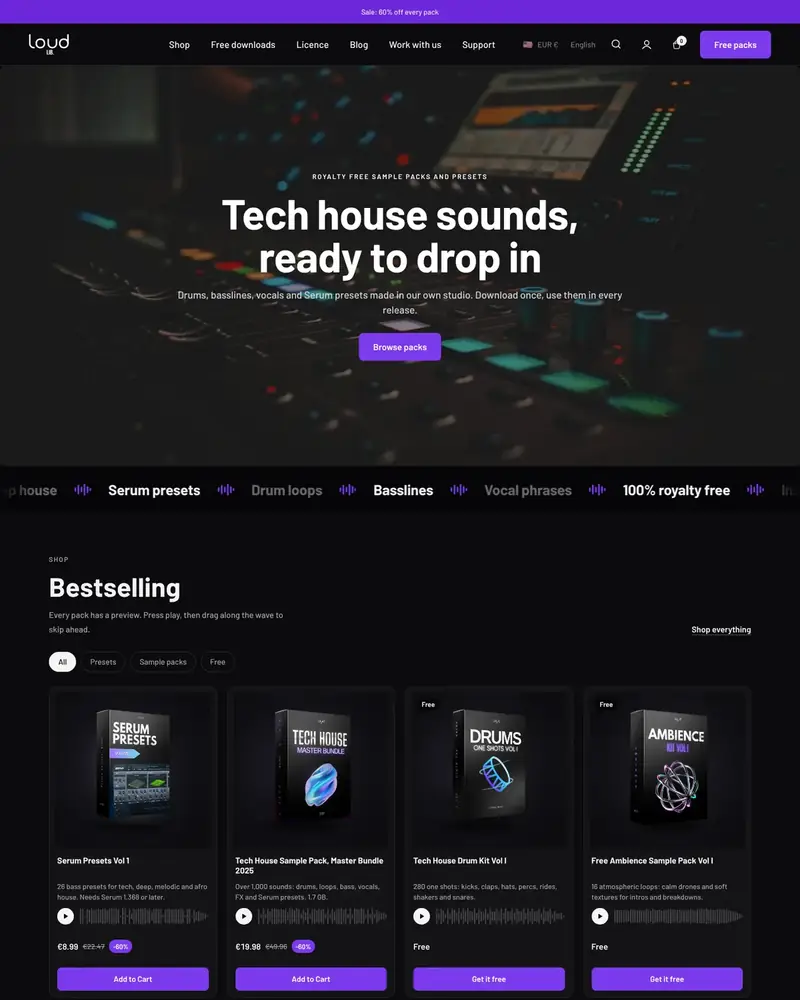 Sale: 60% off every pack
loud
LAB.
Shop
Free downloads
Licence
Blog
Work with us
Support
EUR €
English
0
Free packs
ROYALTY FREE SAMPLE PACKS AND PRESETS
Tech house sounds,
ready to drop in
Drums, basslines, vocals and Serum presets made in our own studio. Download once, use them in every
release.
Browse packs
house
Serum presets
Drum loops
Basslines
Vocal phrases
100% royalty free
SHOP
Bestselling
Every pack has a preview. Press play, then drag along the wave to
skip ahead.
Shop everything
All
Presets
Sample packs
Free
SERUM
PRESETS
Serum Presets Vol 1
26 bass presets for tech, deep, melodic and afro
house. Needs Serum 1.368 or later.
€8.99 €22.47 -60%
Add to Cart
TECH HOUSE
MASTER BUNDLE
Tech House Sample Pack, Master Bundle
2025
Over 1.000 sounds: drums, loops, bass, vocals,
FX and Serum presets. 1.7 GB.
€19.98 €49.96 -60%
Add to Cart
Free
DRUMS
ONE SHOTS VOL I
Tech House Drum Kit Vol I
280 one shots: kicks, claps, hats, percs, rides,
shakers and snares.
Free
Get it free
Free
AMBIENCE
KIT VOL I
Free Ambience Sample Pack Vol I
16 atmospheric loops: calm drones and soft
textures for intros and breakdowns.
Free
Get it free